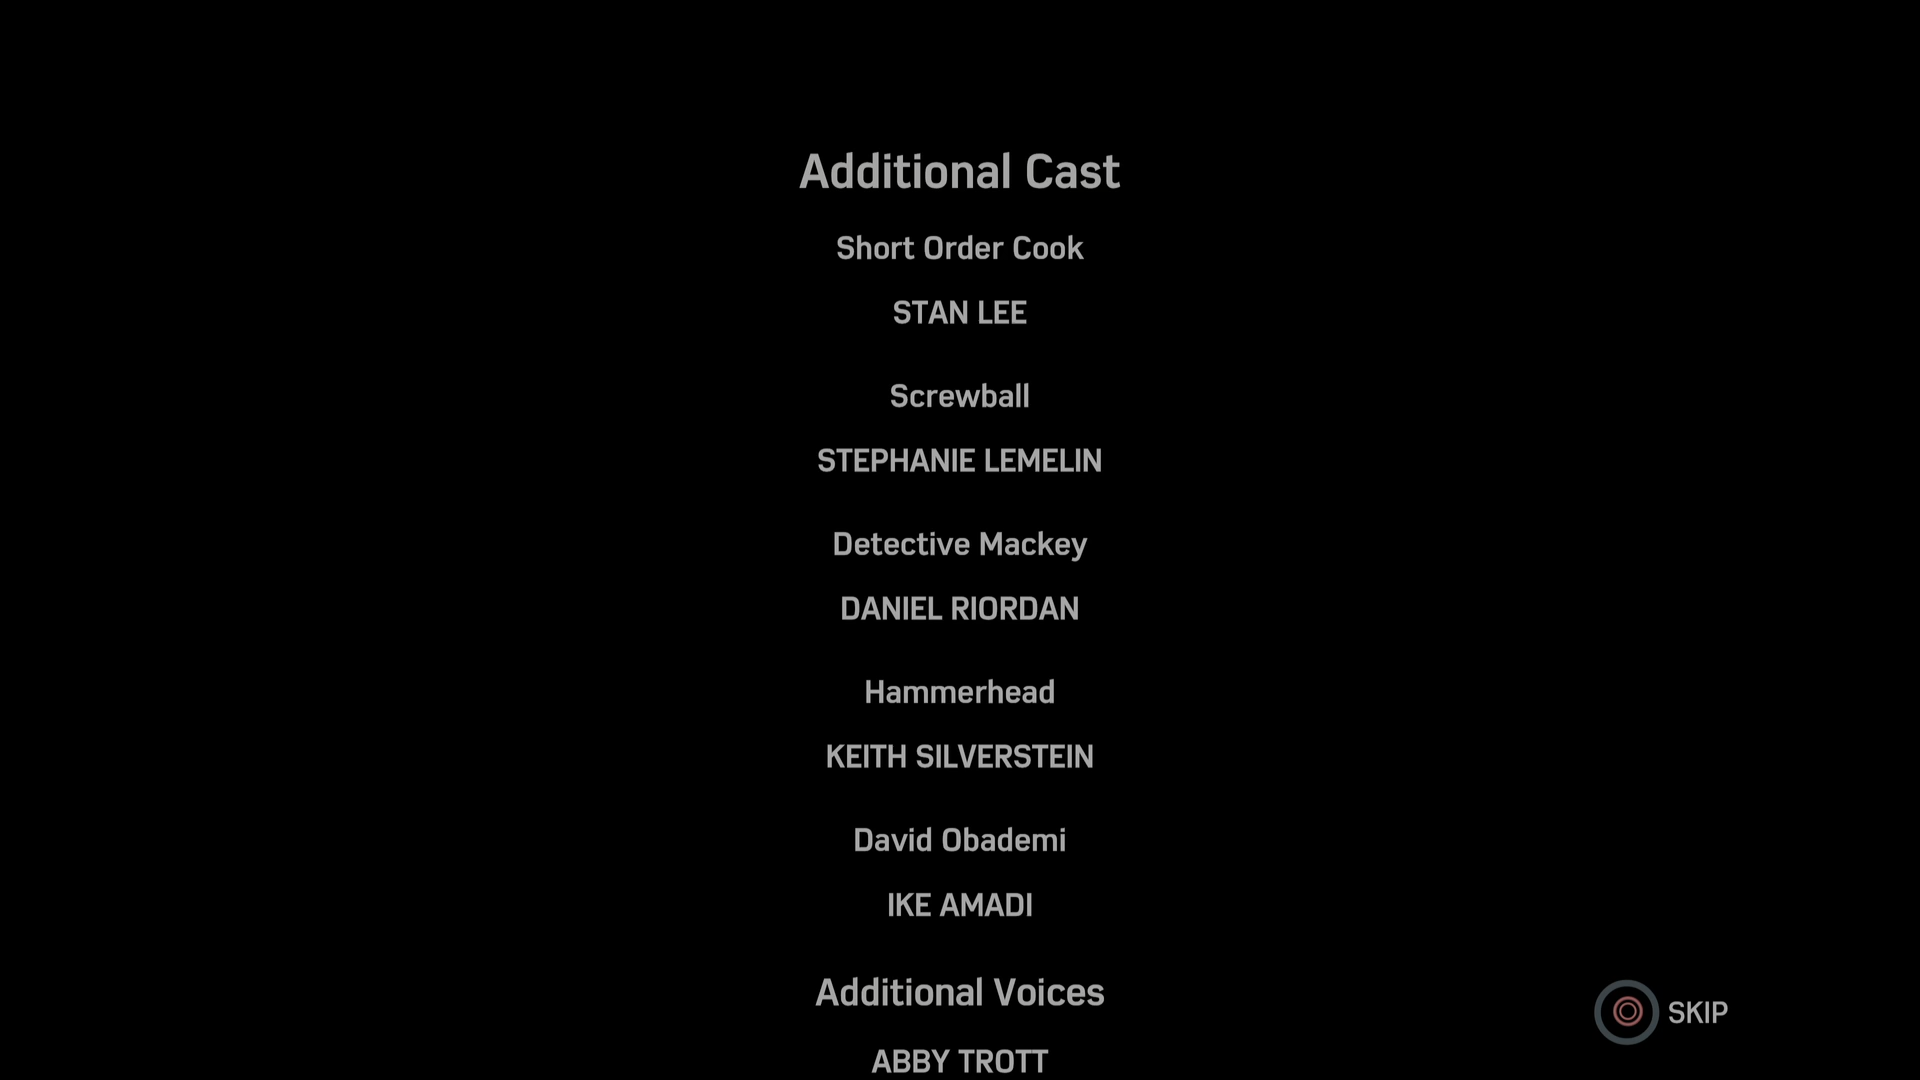 Additional Cast
Short Order Cook
STAN LEE
Screwball
STEPHANIE LEMELIN
Detective Mackey
DANIEL RIORDAN
Hammerhead
KEITH SILVERSTEIN
David Obademi
IKE AMADI
Additional Voices
SKIP
ABBY TROTT